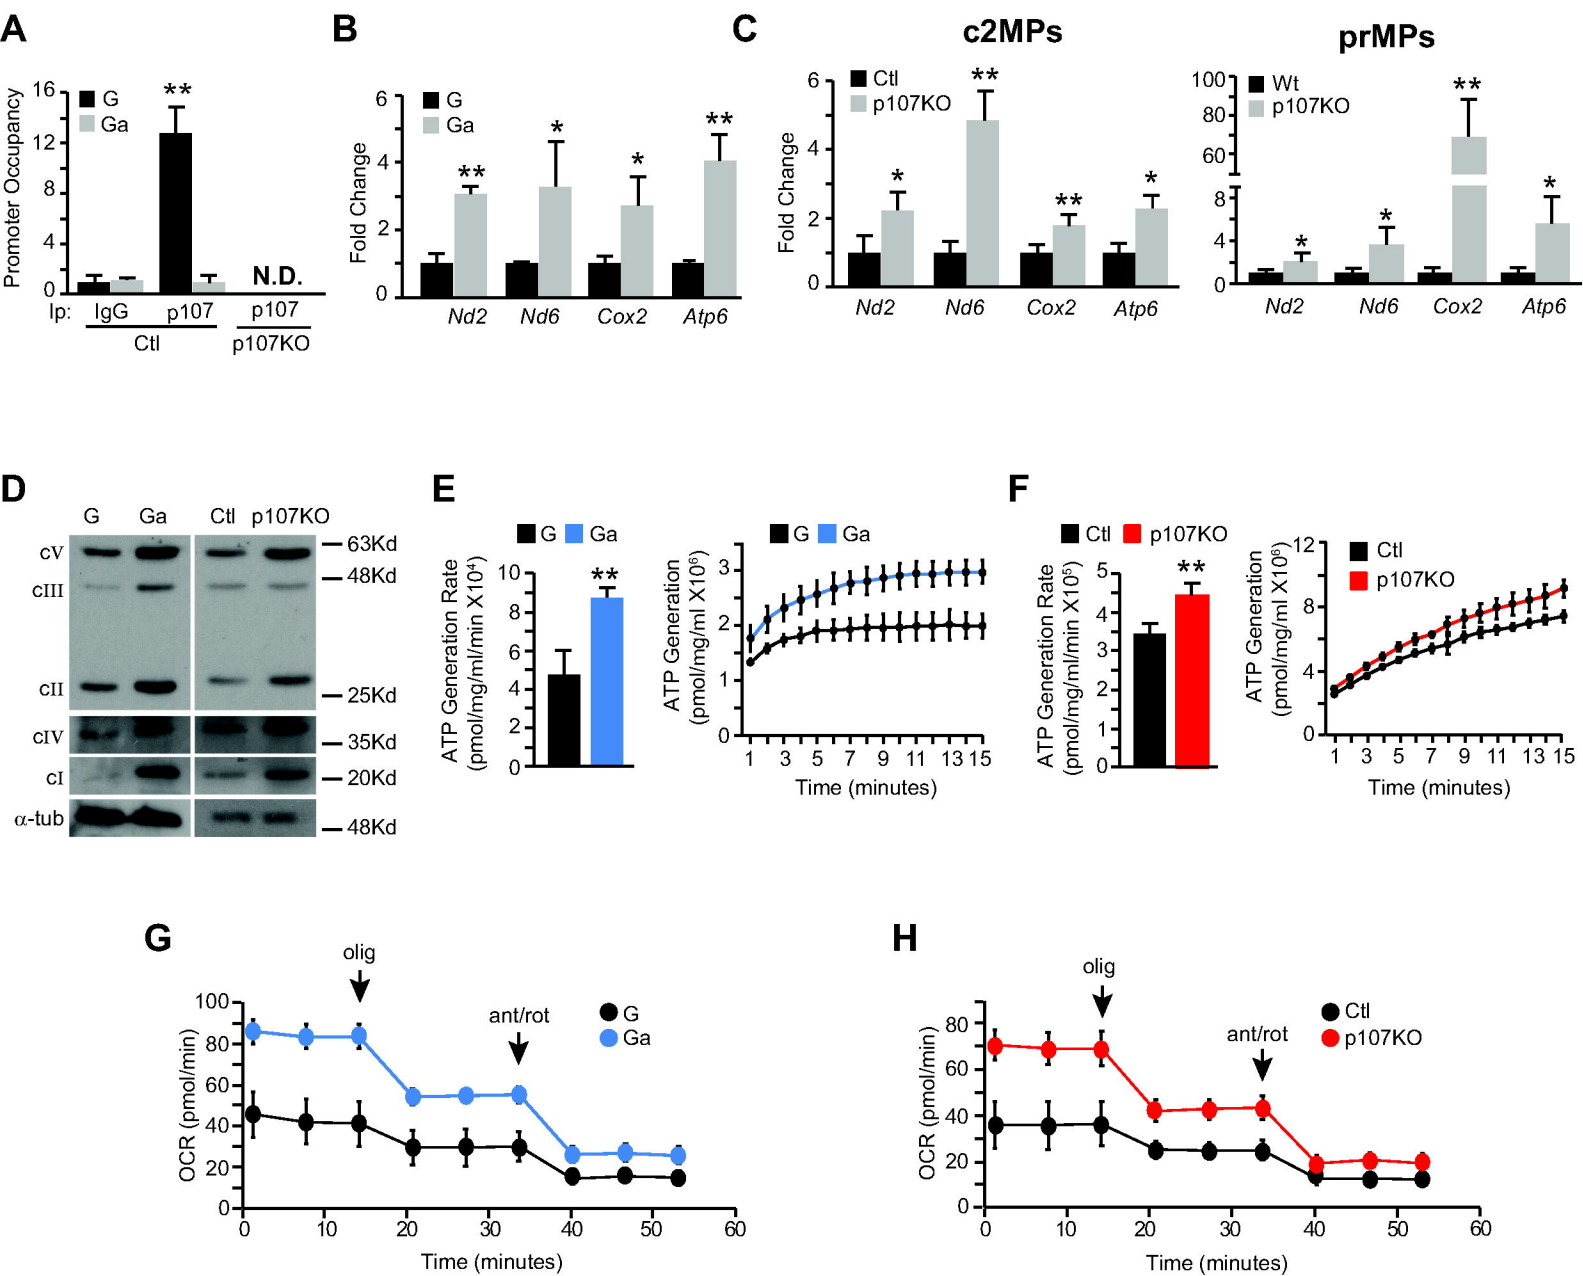 A
Promoter Occupancy
16
12
8
4
0
G
Ga
**
N.D.
Ip:
IgG
p107
p107
Ctl
p107KO
B
Fold Change
6
4
2
0
G
Ga
**
*
*
**
Nd2
Nd6
Cox2
Atp6
C
c2MPs
Fold Change
6
4
2
0
Ctl
p107KO
*
**
**
*
Nd2
Nd6
Cox2
Atp6
prMPs
100
80
60
8
4
0
Wt
p107KO
*
*
**
*
Nd2
Nd6
Cox2
Atp6
D
G
Ga
Ctl
p107KO
cV
cIII
cII
cIV
cI
α-tub
63Kd
48Kd
25Kd
35Kd
20Kd
48Kd
E
G
Ga
ATP Generation Rate
(pmol/mg/ml/min X10⁴)
10
8
6
4
2
0
**
G
Ga
ATP Generation
(pmol/mg/ml X10⁶)
3
2
1
0
1 3 5 7 9 11 13 15
Time (minutes)
F
Ctl
p107KO
ATP Generation Rate
(pmol/mg/ml/min X10⁵)
5
4
3
2
1
0
**
Ctl
p107KO
ATP Generation
(pmol/mg/ml X10⁶)
12
8
4
0
1 3 5 7 9 11 13 15
Time (minutes)
G
olig
ant/rot
G
Ga
OCR (pmol/min)
100
80
60
40
20
0
0 10 20 30 40 50 60
Time (minutes)
H
olig
ant/rot
Ctl
p107KO
OCR (pmol/min)
80
60
40
20
0
0 10 20 30 40 50 60
Time (minutes)